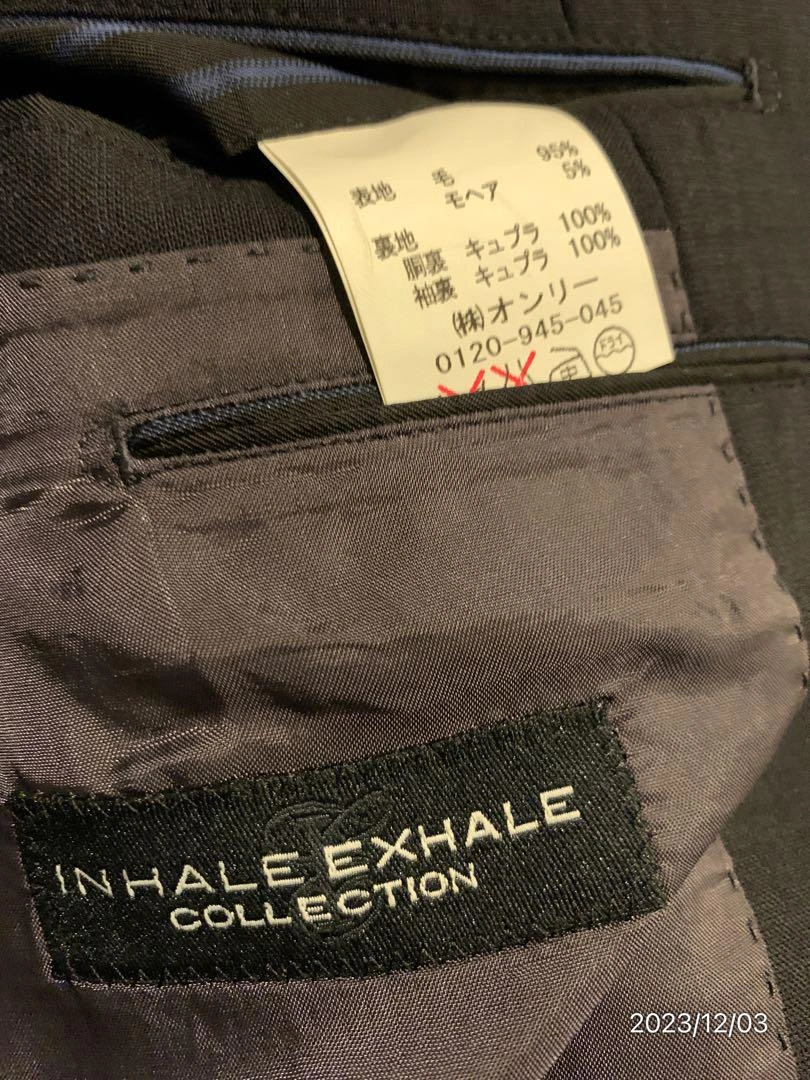 表地 毛 95%
モヘア 5%
裏地
胴裏 キュプラ 100%
袖裏 キュプラ 100%
(株)オンリー
0120-945-045
ドライ
INHALE EXHALE
COLLECTION
2023/12/03